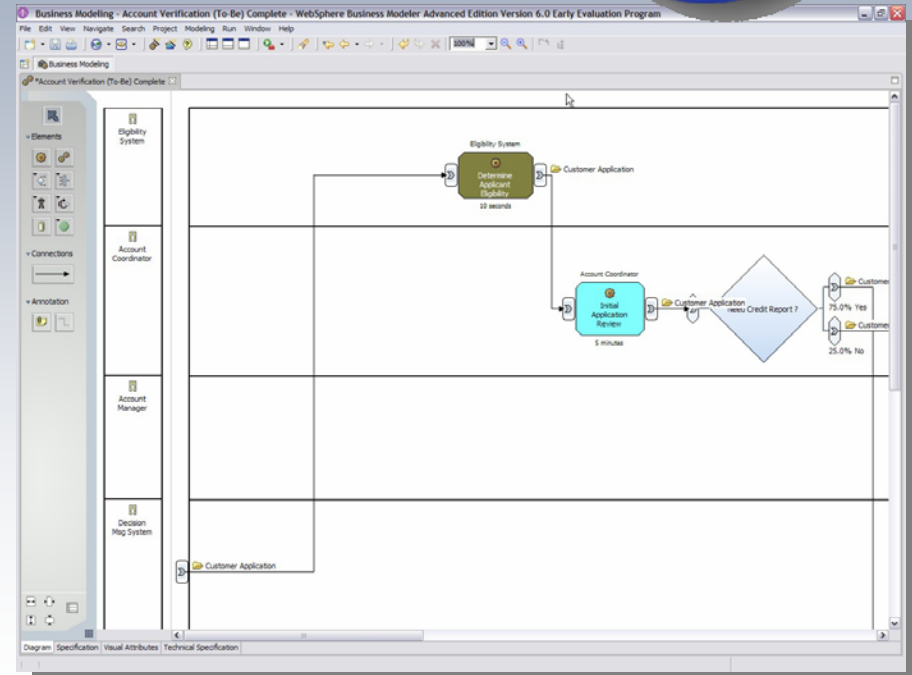 Business Modeling - Account Verification (To-Be) Complete - WebSphere Business Modeler Advanced Edition Version 6.0 Early Evaluation Program
File Edit View Navigate Search Project Modeling Run Window Help
100%
Business Modeling
*Account Verification (To-Be) Complete
Elements
Connections
Annotation
Eligibility
System
Eligibility System
Determine
Applicant
Eligibility
10 seconds
Customer Application
Account
Coordinator
Account Coordinator
Initial
Application
Review
5 minutes
Customer Application
Need Credit Report ?
Customer
75.0% Yes
Customer
25.0% No
Account
Manager
Decision
Msg System
Customer Application
Diagram Specification Visual Attributes Technical Specification